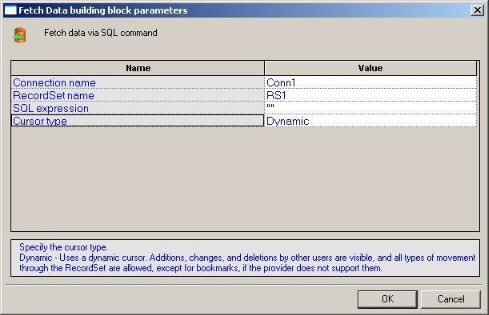 Fetch Data building block parameters
Fetch data via SQL command
Name Value
Connection name Conn1
RecordSet name RS1
SQL expression ""
Cursor type Dynamic
Specify the cursor type.
Dynamic - Uses a dynamic cursor. Additions, changes, and deletions by other users are visible, and all types of movement
through the RecordSet are allowed, except for bookmarks, if the provider does not support them.
OK Cancel